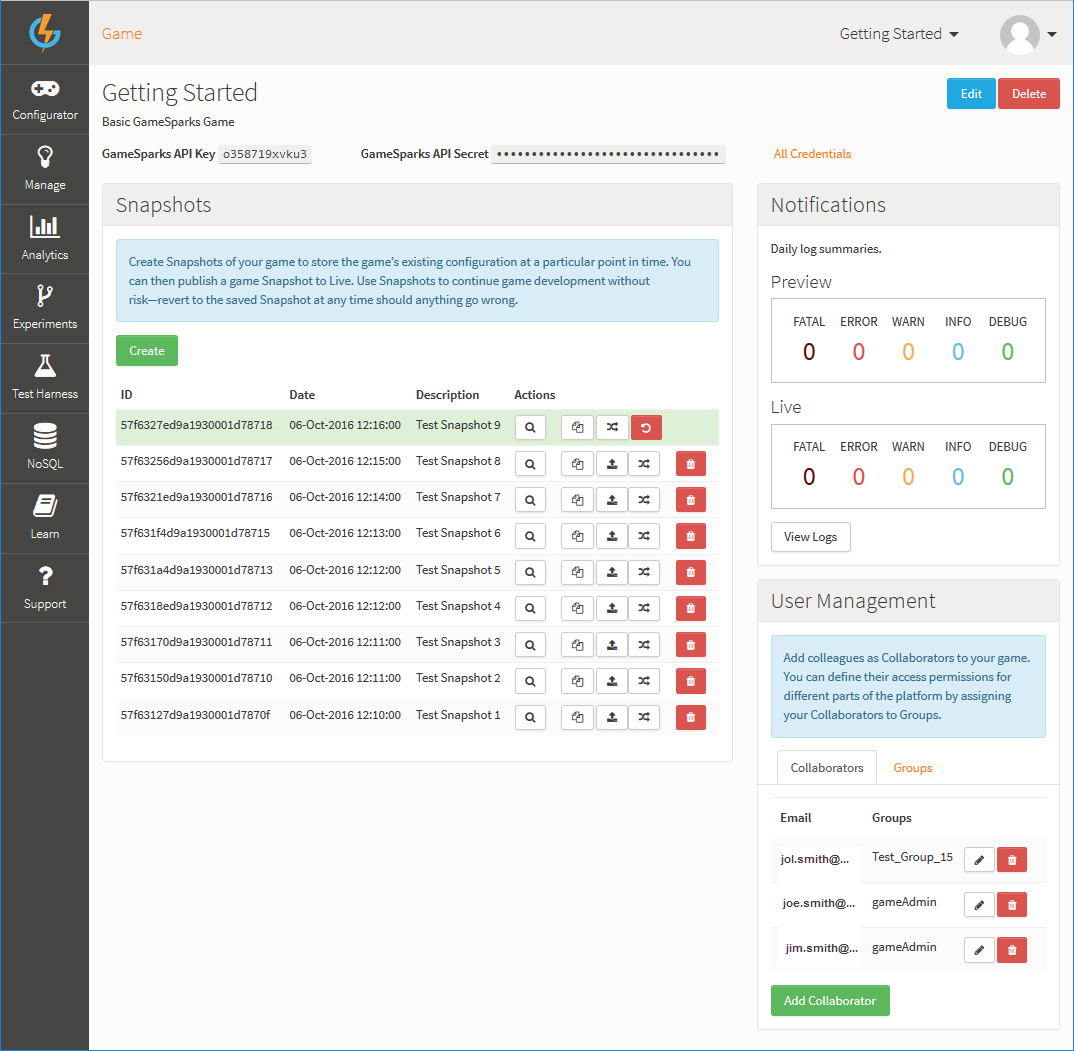 Game
Getting Started
Configurator
Manage
Analytics
Experiments
Test Harness
NoSQL
Learn
Support
Getting Started
Edit
Delete
Basic GameSparks Game
GameSparks API Key o358719xvku3
GameSparks API Secret ••••••••••••••••••••••••••••••••
All Credentials
Snapshots
Create Snapshots of your game to store the game's existing configuration at a particular point in time. You
can then publish a game Snapshot to Live. Use Snapshots to continue game development without
risk—revert to the saved Snapshot at any time should anything go wrong.
Create
ID Date Description Actions
57f6327ed9a1930001d78718 06-Oct-2016 12:16:00 Test Snapshot 9
57f63256d9a1930001d78717 06-Oct-2016 12:15:00 Test Snapshot 8
57f6321ed9a1930001d78716 06-Oct-2016 12:14:00 Test Snapshot 7
57f631f4d9a1930001d78715 06-Oct-2016 12:13:00 Test Snapshot 6
57f631a4d9a1930001d78713 06-Oct-2016 12:12:00 Test Snapshot 5
57f6318ed9a1930001d78712 06-Oct-2016 12:12:00 Test Snapshot 4
57f63170d9a1930001d78711 06-Oct-2016 12:11:00 Test Snapshot 3
57f63150d9a1930001d78710 06-Oct-2016 12:11:00 Test Snapshot 2
57f63127d9a1930001d7870f 06-Oct-2016 12:10:00 Test Snapshot 1
Notifications
Daily log summaries.
Preview
FATAL ERROR WARN INFO DEBUG
0 0 0 0 0
Live
FATAL ERROR WARN INFO DEBUG
0 0 0 0 0
View Logs
User Management
Add colleagues as Collaborators to your game.
You can define their access permissions for
different parts of the platform by assigning
your Collaborators to Groups.
Collaborators Groups
Email Groups
jol.smith@... Test_Group_15
joe.smith@... gameAdmin
jim.smith@... gameAdmin
Add Collaborator